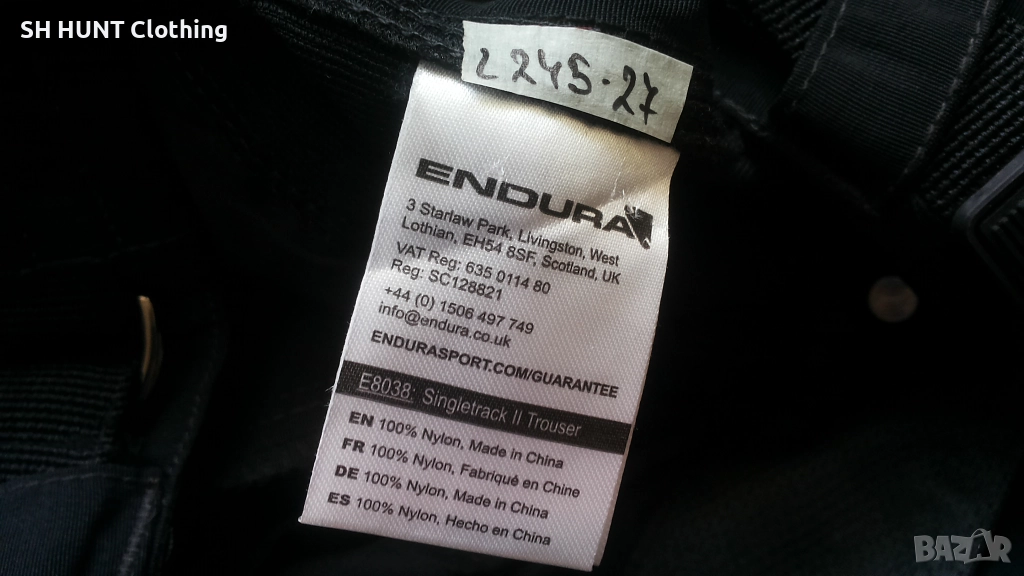 SH HUNT Clothing
L 245.27
ENDURA
3 Starlaw Park, Livingston, West
Lothian, EH54 8SF, Scotland, UK
VAT Reg: 635 0114 80
Reg: SC128821
+44 (0) 1506 497 749
info@endura.co.uk
ENDURASPORT.COM/GUARANTEE
E8038: Singletrack II Trouser
EN 100% Nylon, Made in China
FR 100% Nylon, Fabriqué en Chine
DE 100% Nylon, Made in China
ES 100% Nylon, Hecho en China
BAZAR